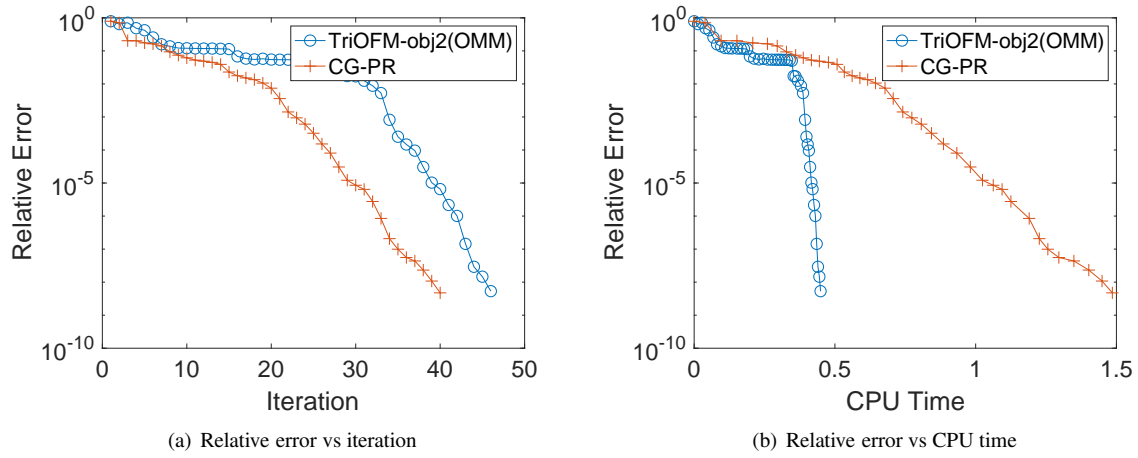 TriOFM-obj2(OMM)
CG-PR
10^0
10^-5
10^-10
Relative Error
0 10 20 30 40 50
Iteration
(a) Relative error vs iteration
TriOFM-obj2(OMM)
CG-PR
10^0
10^-5
10^-10
Relative Error
0 0.5 1 1.5
CPU Time
(b) Relative error vs CPU time